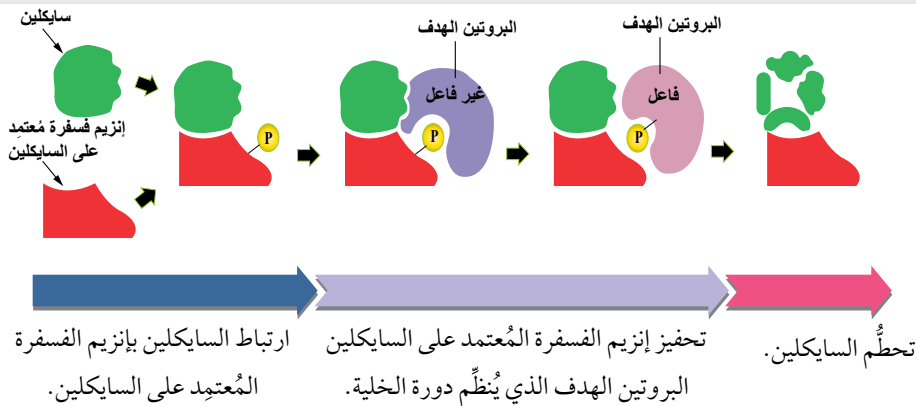 سايكلين
إنزيم فسفرة مُعتمِد
على السايكلين
P
البروتين الهدف
غير فاعل
P
البروتين الهدف
فاعل
P
ارتباط السايكلين بإنزيم الفسفرة
المُعتمِد على السايكلين.
تحفيز إنزيم الفسفرة المُعتمد على السايكلين
البروتين الهدف الذي يُنظِّم دورة الخلية.
تحطُّم السايكلين.